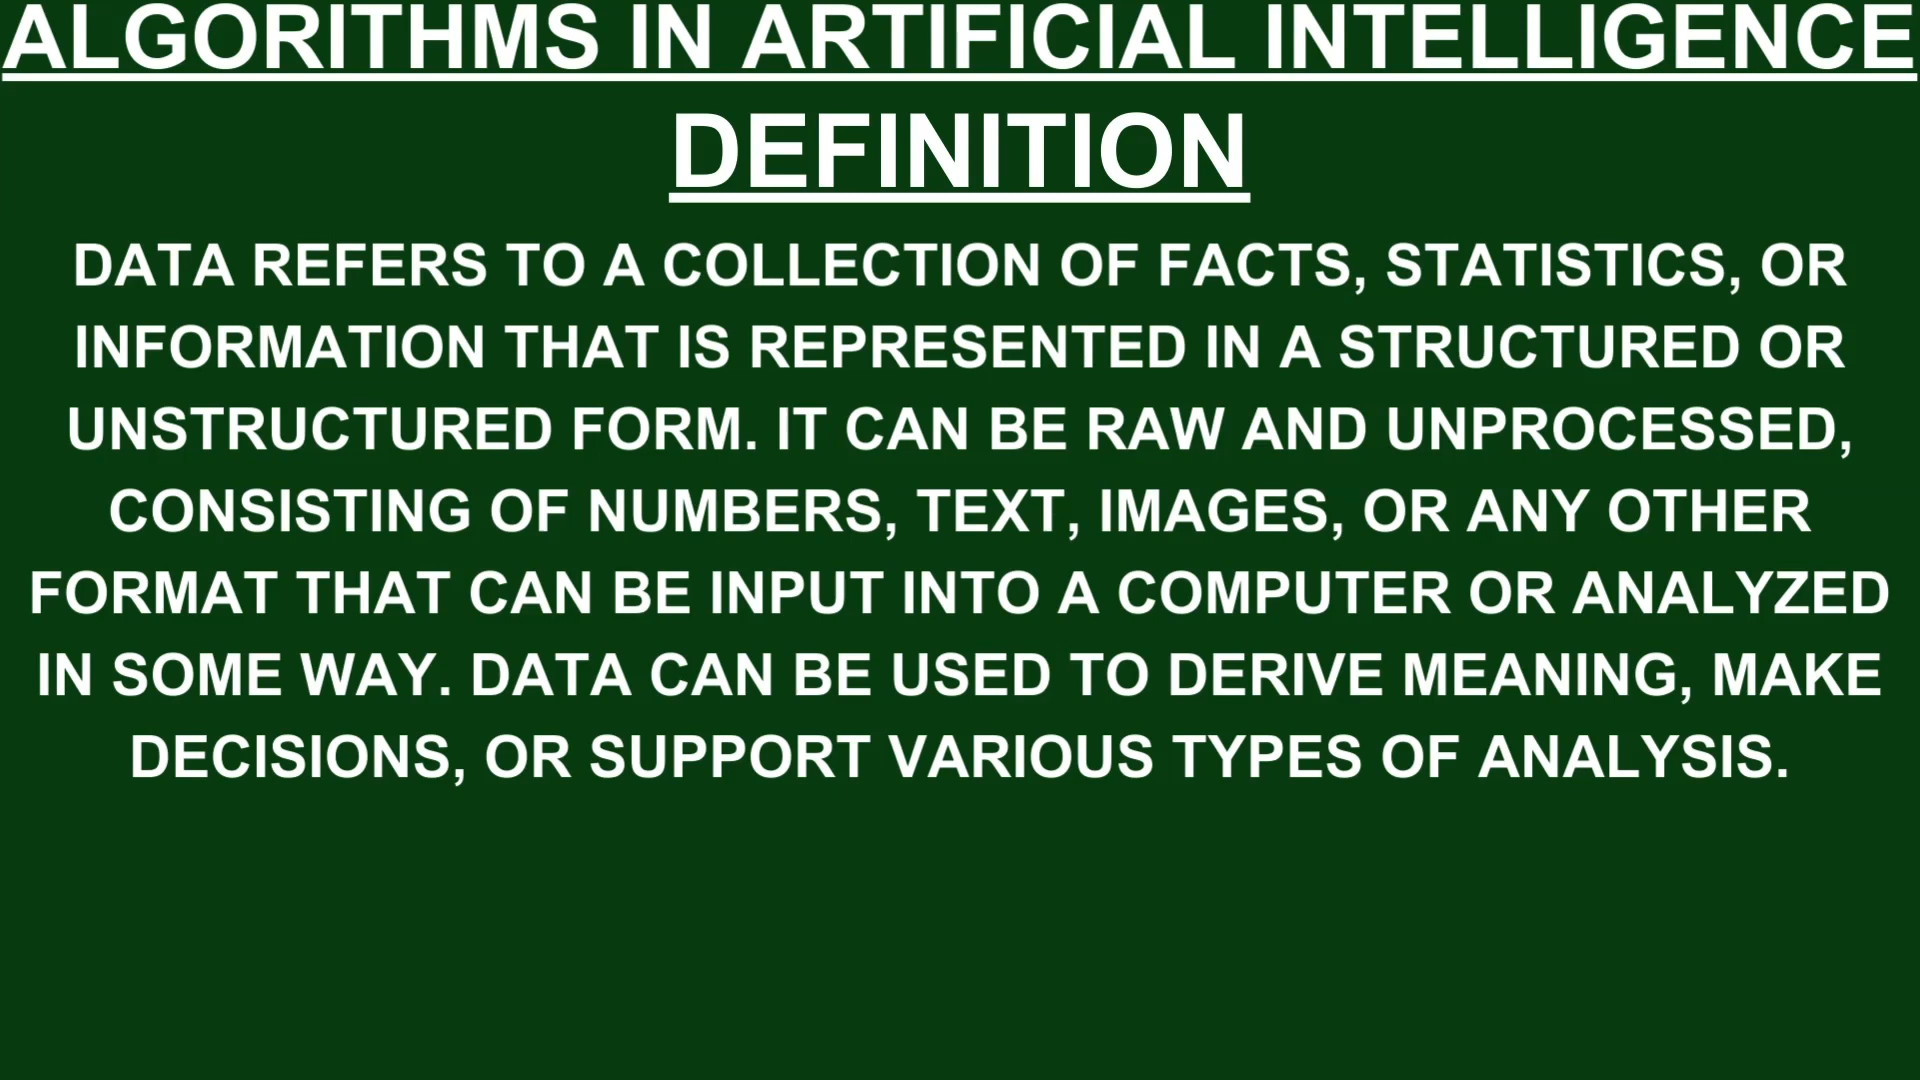 ALGORITHMS IN ARTIFICIAL INTELLIGENCE
DEFINITION
DATA REFERS TO A COLLECTION OF FACTS, STATISTICS, OR
INFORMATION THAT IS REPRESENTED IN A STRUCTURED OR
UNSTRUCTURED FORM. IT CAN BE RAW AND UNPROCESSED,
CONSISTING OF NUMBERS, TEXT, IMAGES, OR ANY OTHER
FORMAT THAT CAN BE INPUT INTO A COMPUTER OR ANALYZED
IN SOME WAY. DATA CAN BE USED TO DERIVE MEANING, MAKE
DECISIONS, OR SUPPORT VARIOUS TYPES OF ANALYSIS.